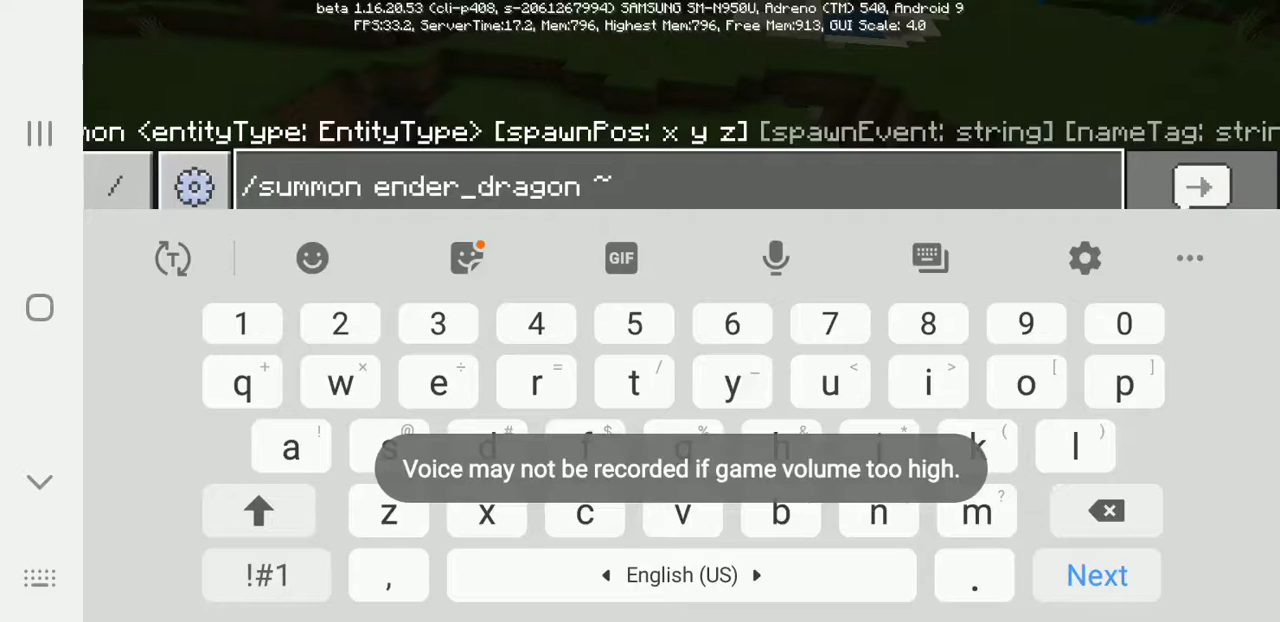 beta 1.16.20.53 (cli-p408, s-2061267994) SAMSUNG SM-N950U, Adreno (TM) 540, Android 9
FPS:33.2, ServerTime:17.2, Mem:796, Highest Mem:796, Free Mem:913, GUI Scale: 4.0
mon <entityType: EntityType> [spawnPos: x y z] [spawnEvent: string] [nameTag: strin
/ /summon ender_dragon ~
T GIF
1 2 3 4 5 6 7 8 9 0
+ × ÷ = / _ < > [ ]
q w e r t y u i o p
! @ # $ % & * ( )
a s d f g h j k l
Voice may not be recorded if game volume too high.
?
z x c v b n m
!#1 , English (US) . Next